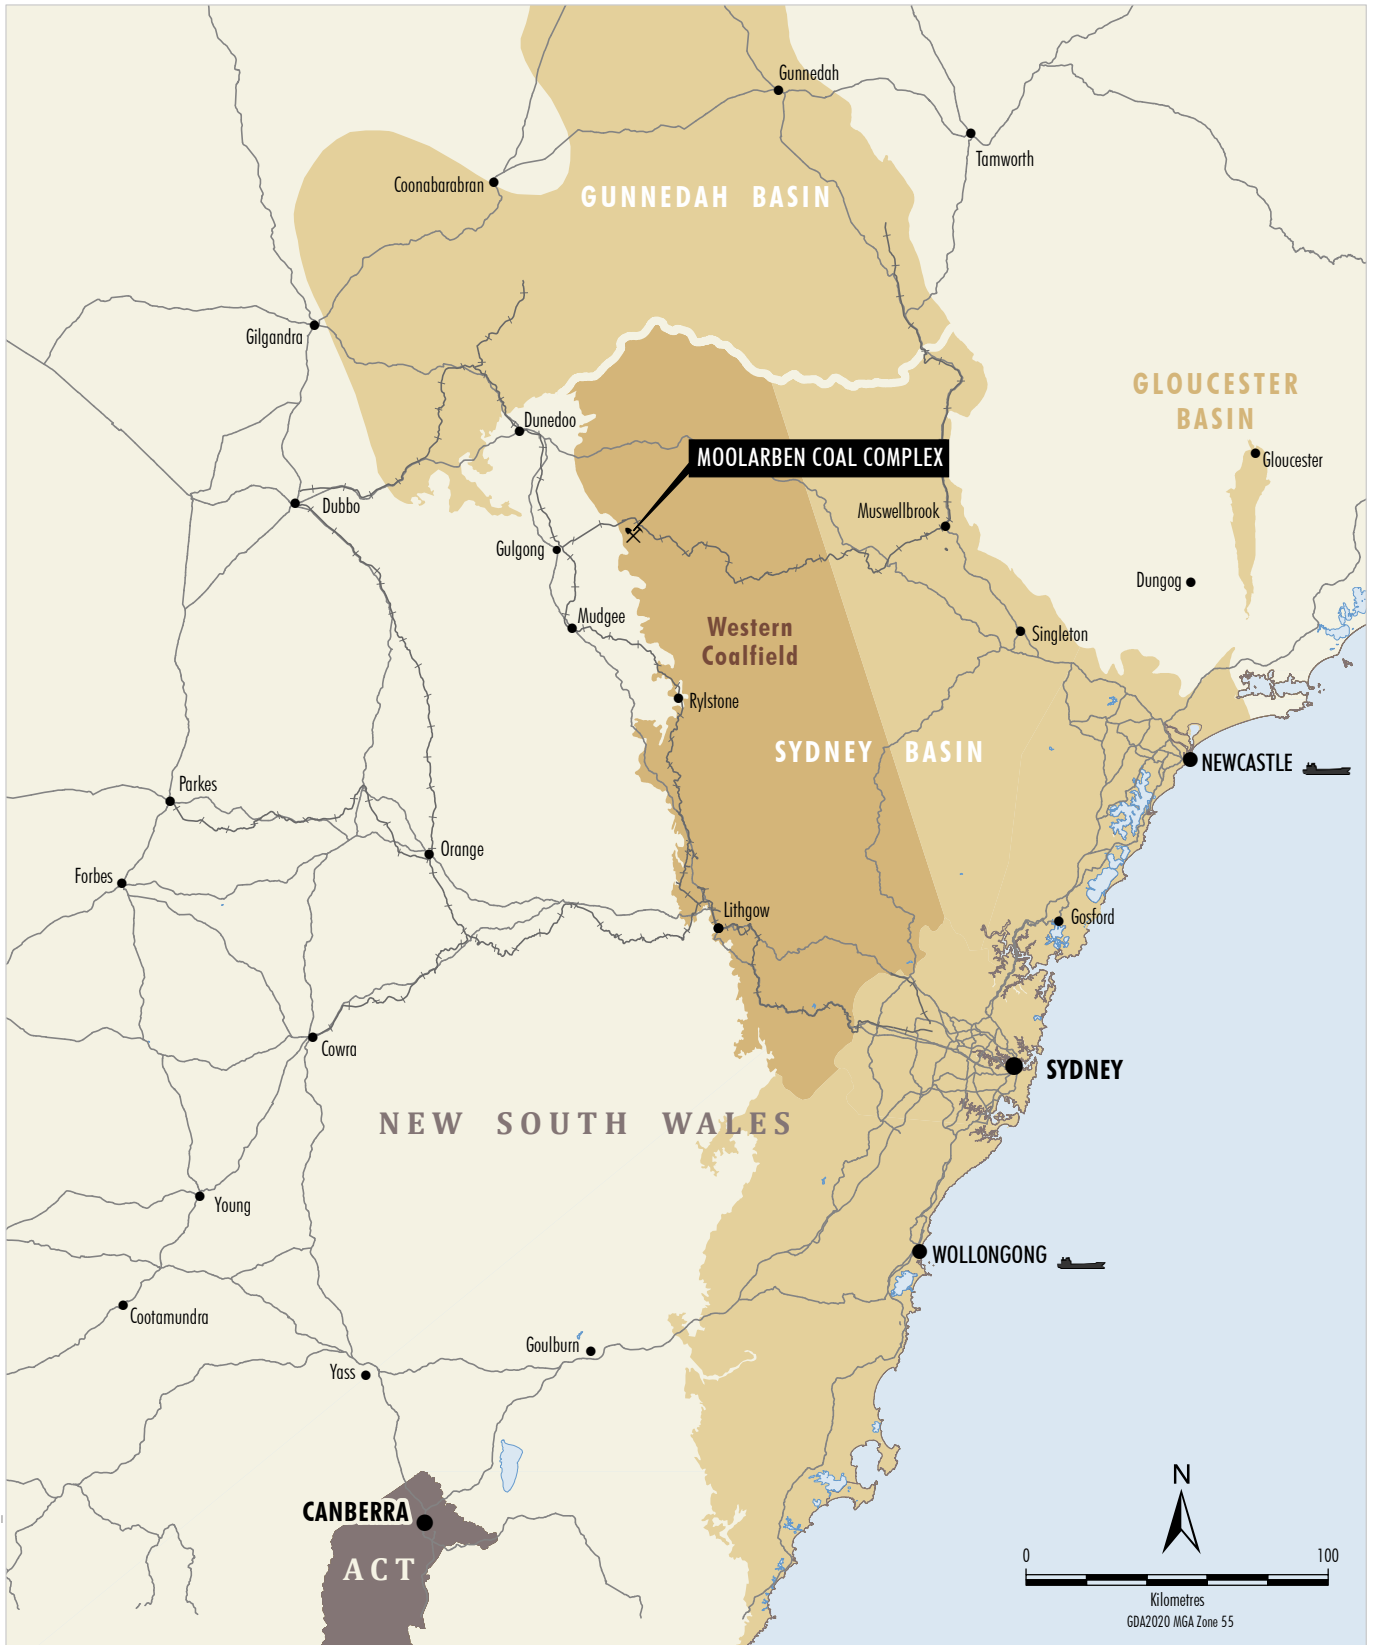 Gunnedah
Tamworth
Coonabarabran
GUNNEDAH BASIN
Gilgandra
GLOUCESTER
BASIN
Dunedoo
MOOLARBEN COAL COMPLEX
Gloucester
Dubbo
Muswellbrook
Gulgong
Dungog
Mudgee
Western
Coalfield
Singleton
Rylstone
SYDNEY BASIN
NEWCASTLE
Parkes
Orange
Forbes
Lithgow
Gosford
Cowra
SYDNEY
NEW SOUTH WALES
Young
WOLLONGONG
Cootamundra
Goulburn
Yass
N
CANBERRA
ACT
0 100
Kilometres
GDA2020 MGA Zone 55